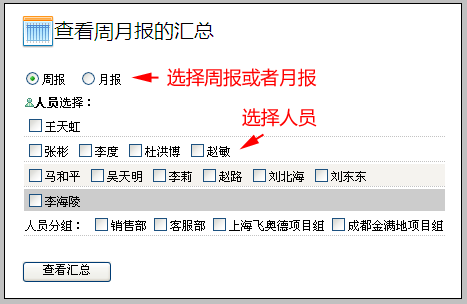 查看周月报的汇总
周报 月报 选择周报或者月报
人员选择：
选择人员
王天虹
张彬 李度 杜洪博 赵敏
马和平 吴天明 李莉 赵路 刘北海 刘东东
李海陵
人员分组： 销售部 客服部 上海飞奥德项目组 成都金满地项目组
查看汇总